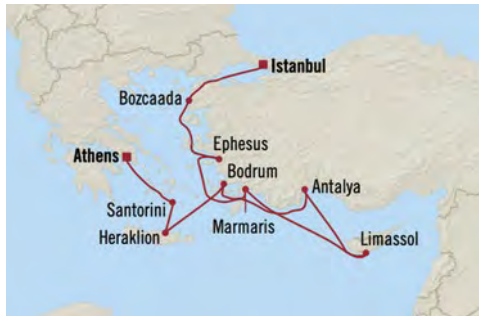 Istanbul
Bozcaada
Ephesus
Athens
Bodrum
Antalya
Santorini
Marmaris
Heraklion
Limassol